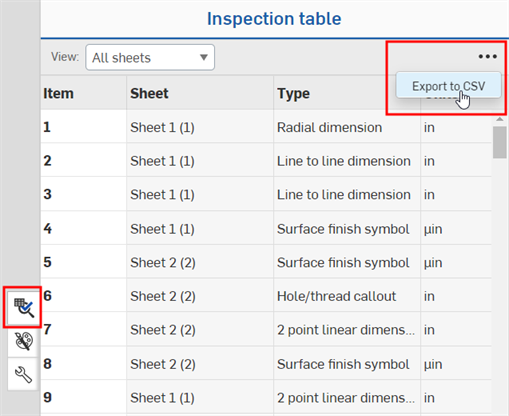 Inspection table
View: All sheets
Export to CSV
Item Sheet Type
1 Sheet 1 (1) Radial dimension in
2 Sheet 1 (1) Line to line dimension in
3 Sheet 1 (1) Line to line dimension in
4 Sheet 1 (1) Surface finish symbol µin
5 Sheet 2 (2) Surface finish symbol µin
6 Sheet 2 (2) Hole/thread callout in
7 Sheet 2 (2) 2 point linear dimens... in
8 Sheet 2 (2) Surface finish symbol µin
9 Sheet 1 (1) 2 point linear dimens... in